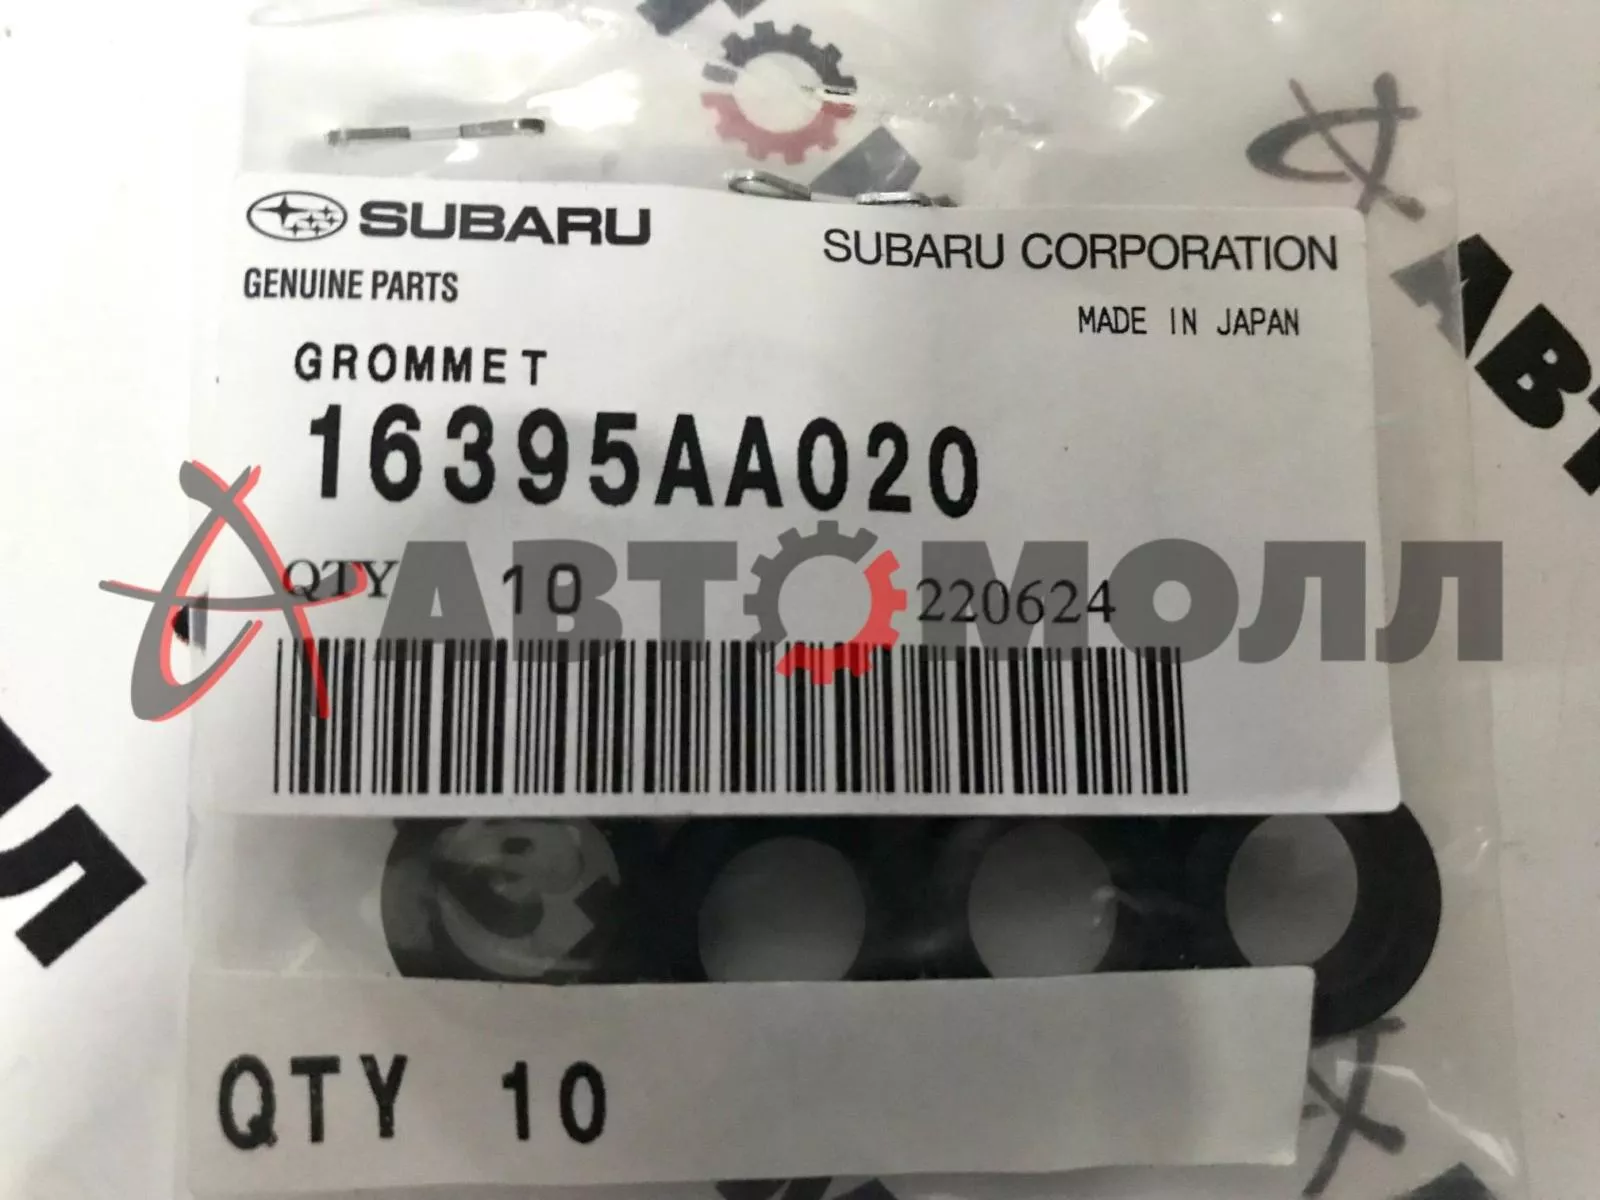 SUBARU
SUBARU CORPORATION
GENUINE PARTS
MADE IN JAPAN
GROMMET
16395AA020
QTY 10 220624
АВТОМОЛЛ
QTY 10